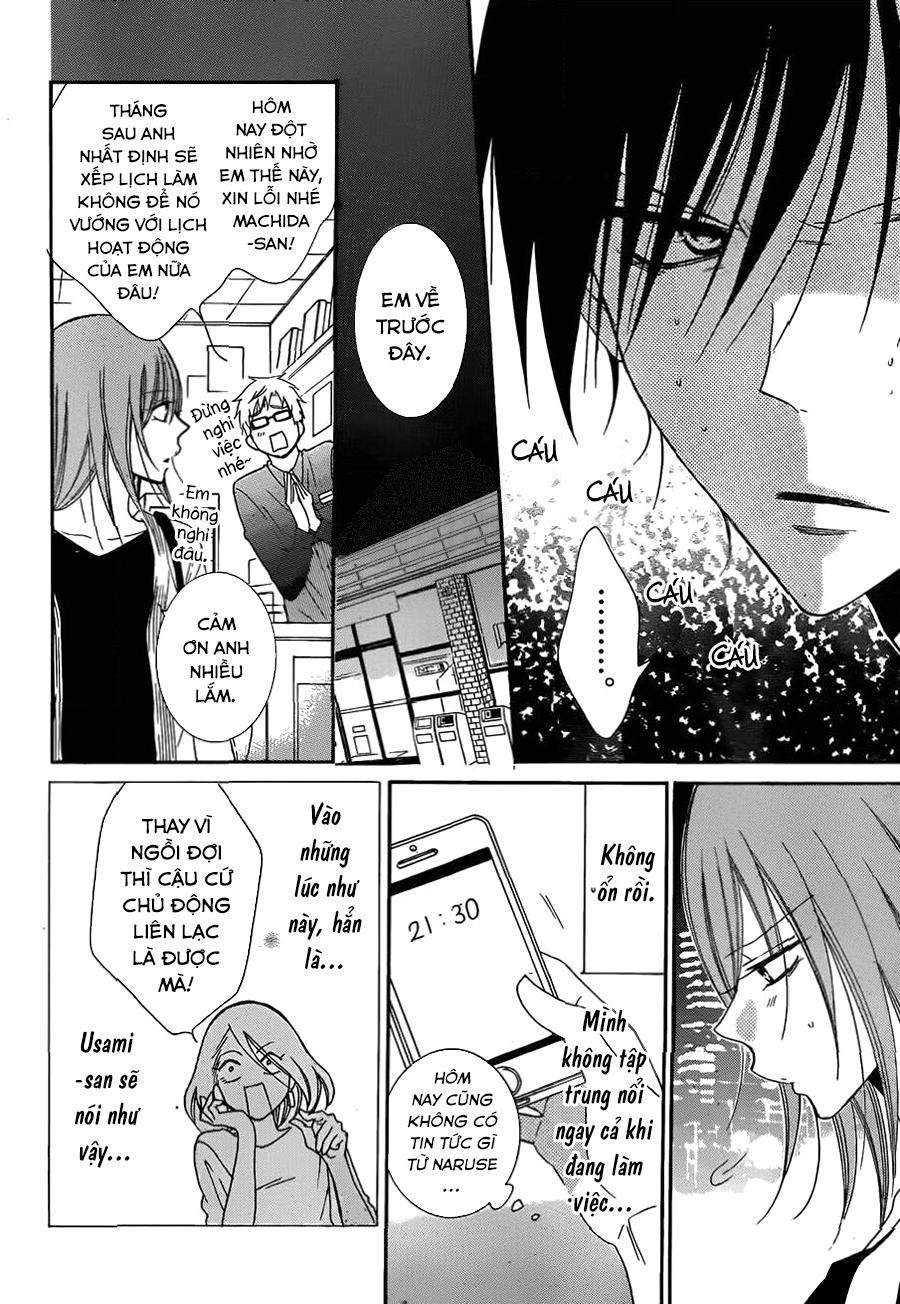 CÁU
CÁU
CÁU
CÁU
.........
EM VỀ
TRƯỚC
ĐÂY.
HÔM
NAY ĐỘT
NHIÊN NHỜ
EM THẾ NÀY,
XIN LỖI NHÉ
MACHIDA
-SAN!
THÁNG
SAU ANH
NHẤT ĐỊNH SẼ
XẾP LỊCH LÀM
KHÔNG ĐỂ NÓ
VƯỚNG VỚI LỊCH
HOẠT ĐỘNG
CỦA EM NỮA
ĐÂU!
Đừng
nghỉ
việc
nhé~
Em
không
nghỉ
đâu.
CẢM
ƠN ANH
NHIỀU
LẮM.
Không
ổn rồi.
Mình
không tập
trung nổi
ngay cả khi
đang làm
việc...
21:30
HÔM
NAY CŨNG
KHÔNG CÓ
TIN TỨC GÌ
TỪ NARUSE
...
Vào
những
lúc như
này, hẳn
là...
THAY VÌ
NGỒI ĐỢI
THÌ CẬU CỨ
CHỦ ĐỘNG
LIÊN LẠC
LÀ ĐƯỢC
MÀ!
Usami
-san sẽ
nói như
vậy...